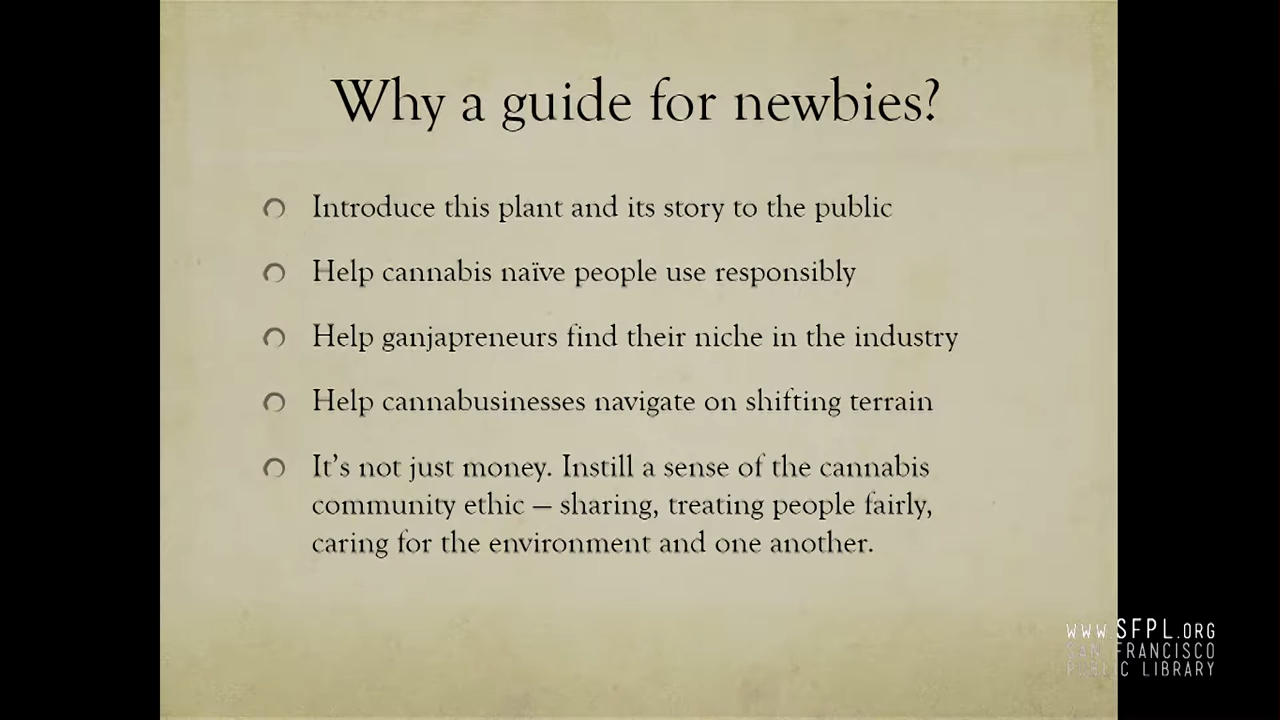 Why a guide for newbies?
Introduce this plant and its story to the public
Help cannabis naïve people use responsibly
Help ganjapreneurs find their niche in the industry
Help cannabusinesses navigate on shifting terrain
It's not just money. Instill a sense of the cannabis
community ethic – sharing, treating people fairly,
caring for the environment and one another.
WWW.SFPL.ORG
SAN FRANCISCO
PUBLIC LIBRARY